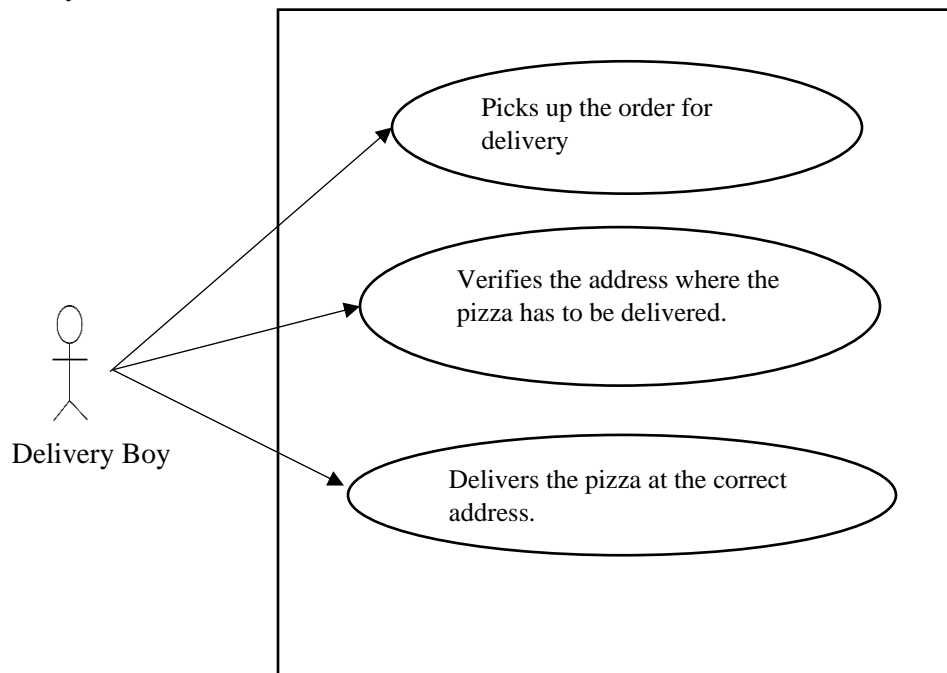 Picks up the order for
delivery
Verifies the address where the
pizza has to be delivered.
Delivery Boy
Delivers the pizza at the correct
address.